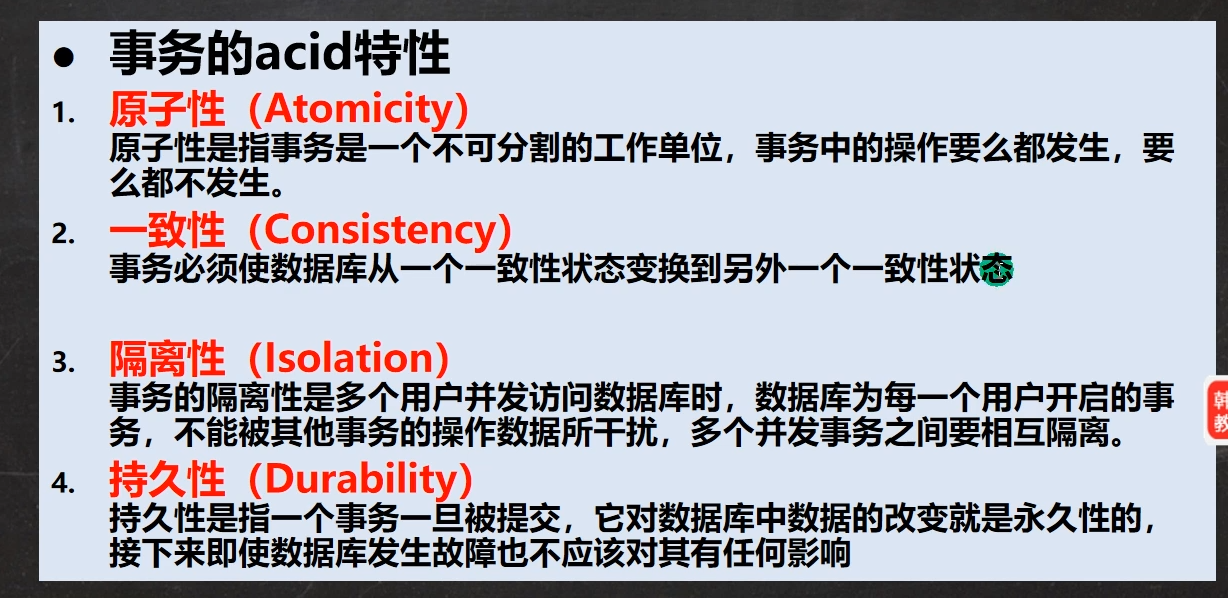 ● 事务的acid特性
1. 原子性（Atomicity）
原子性是指事务是一个不可分割的工作单位，事务中的操作要么都发生，要
么都不发生。
2. 一致性（Consistency）
事务必须使数据库从一个一致性状态变换到另外一个一致性状态
3. 隔离性（Isolation）
事务的隔离性是多个用户并发访问数据库时，数据库为每一个用户开启的事
务，不能被其他事务的操作数据所干扰，多个并发事务之间要相互隔离。
4. 持久性（Durability）
持久性是指一个事务一旦被提交，它对数据库中数据的改变就是永久性的，
接下来即使数据库发生故障也不应该对其有任何影响